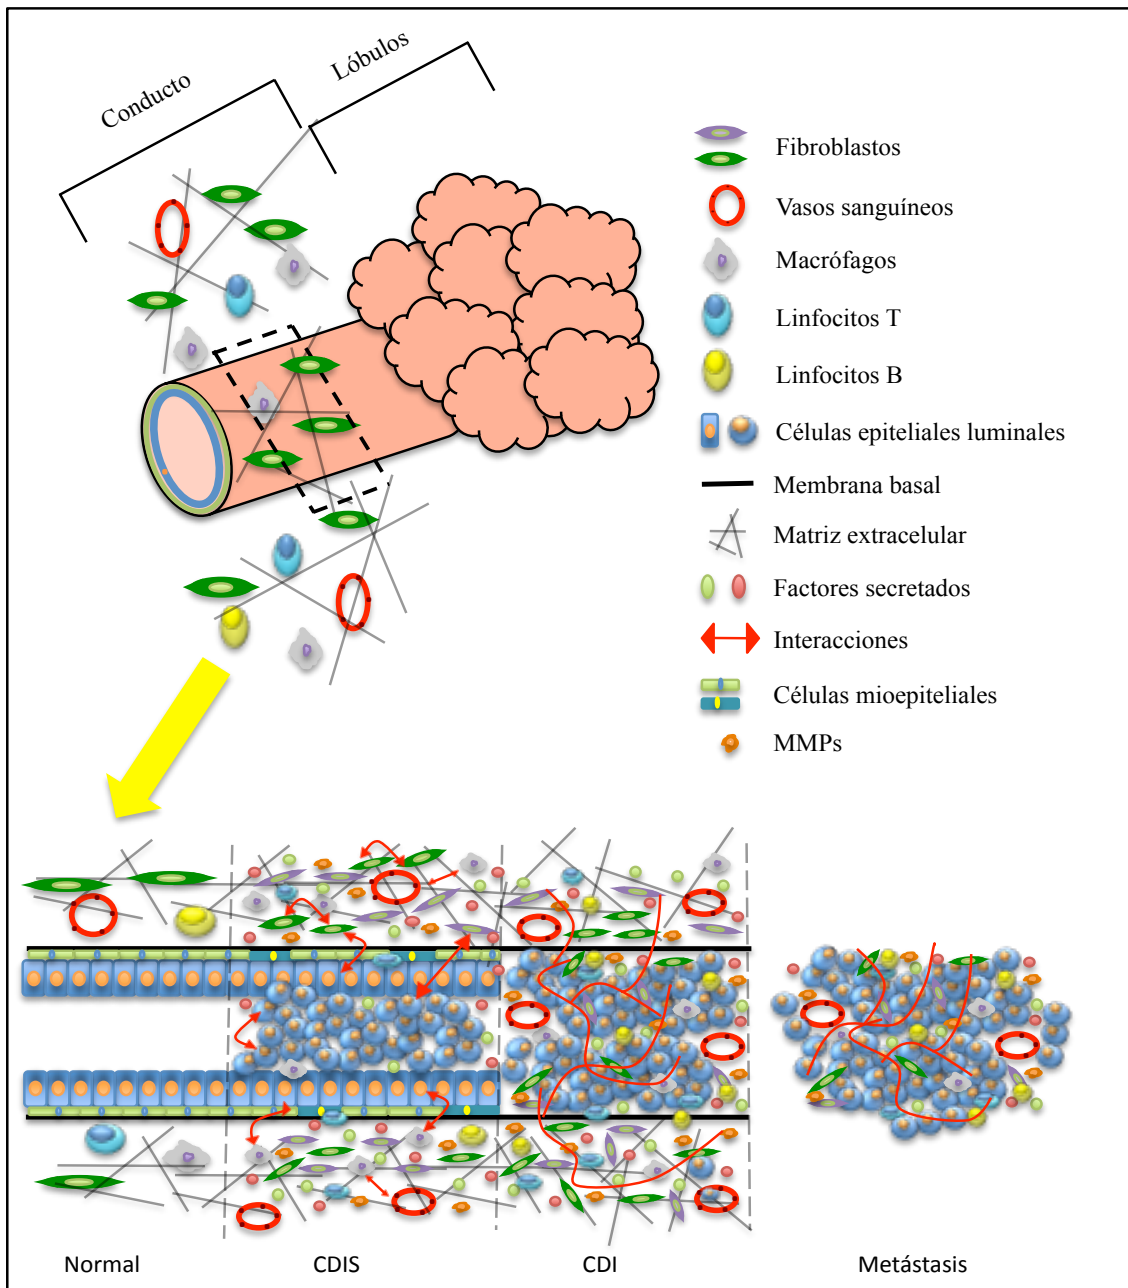 Conducto
Lóbulos
Fibroblastos
Vasos sanguíneos
Macrófagos
Linfocitos T
Linfocitos B
Células epiteliales luminales
Membrana basal
Matriz extracelular
Factores secretados
Interacciones
Células mioepiteliales
MMPs
Normal
CDIS
CDI
Metástasis